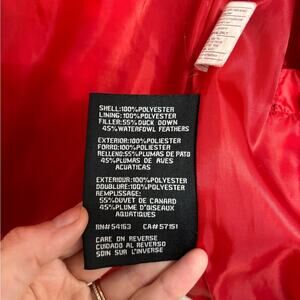 SHELL:100%POLYESTER
LINING:100%POLYESTER
FILLER:55%DUCK DOWN
45%WATERFOWL FEATHERS
EXTERIOR:100%POLIESTER
FORRO:100%POLIESTER
RELLENO:55%PLUMAS DE PATO
45%PLUMAS DE AVES
ACUATICAS
EXTERIOUR:100%POLYESTER
DOUBLURE:100%POLYESTER
REMPLISSAGE:
55%DUVET DE CANARD
45%PLUME D'OISEAUX
AQUATIQUES
RN#54163 CA#57151
CARE ON REVERSE
CUIDADO AL REVERSO
SOIN SUR L'INVERSE